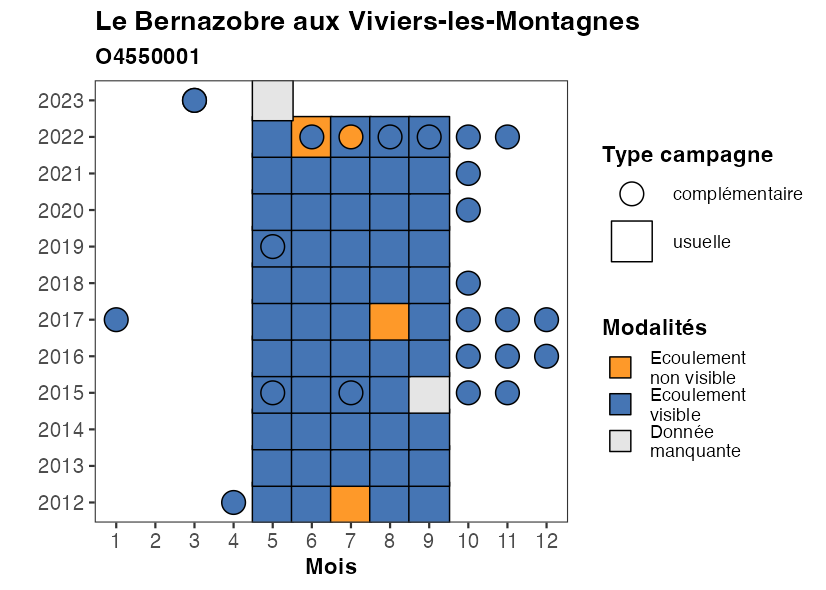 Le Bernazobre aux Viviers-les-Montagnes
O4550001
2023
2022
2021
2020
2019
2018
2017
2016
2015
2014
2013
2012
1 2 3 4 5 6 7 8 9 10 11 12
Mois
Type campagne
complémentaire
usuelle
Modalités
Ecoulement
non visible
Ecoulement
visible
Donnée
manquante